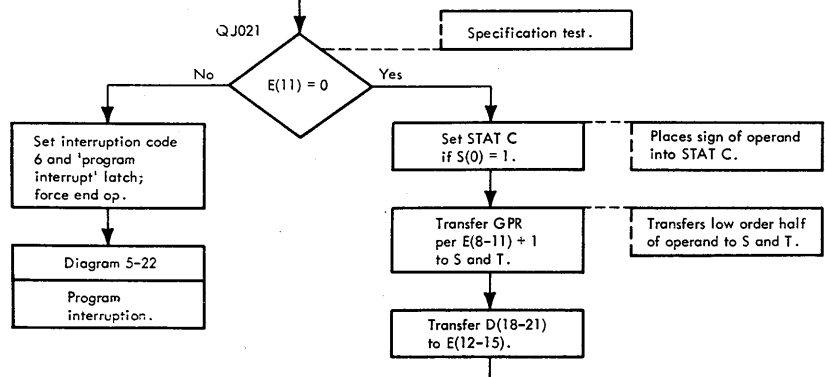 QJ021
Specification test.
E(11) = 0
No
Yes
Set interruption code
6 and 'program
interrupt' latch;
force end op.
Diagram 5-22
Program
interruption.
Set STAT C
if S(0) = 1.
Places sign of operand
into STAT C.
Transfer GPR
per E(8-11) + 1
to S and T.
Transfers low order half
of operand to S and T.
Transfer D(18-21)
to E(12-15).